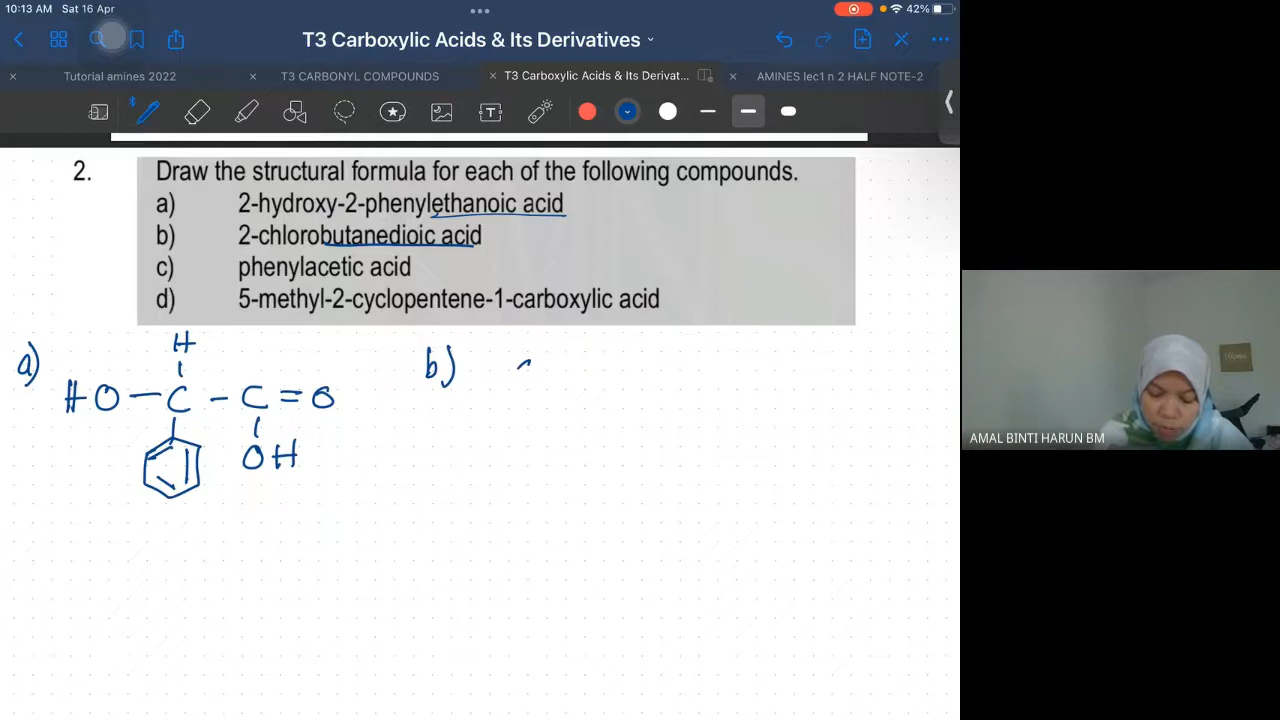 10:13 AM Sat 16 Apr
42%
T3 Carboxylic Acids & Its Derivatives
Tutorial amines 2022
T3 CARBONYL COMPOUNDS
T3 Carboxylic Acids & Its Derivat...
AMINES lec1 n 2 HALF NOTE-2
2. Draw the structural formula for each of the following compounds.
a) 2-hydroxy-2-phenylethanoic acid
b) 2-chlorobutanedioic acid
c) phenylacetic acid
d) 5-methyl-2-cyclopentene-1-carboxylic acid
a)
H
HO – C – C = O
OH
b)
Home
AMAL BINTI HARUN BM